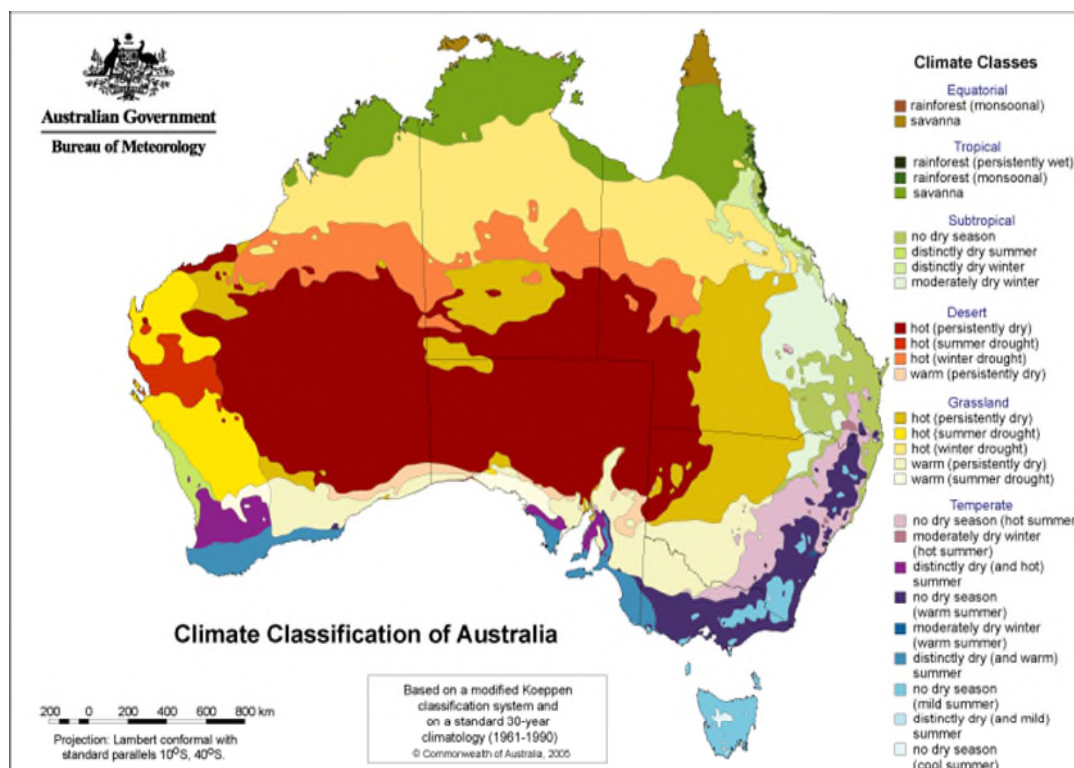 Australian Government
Bureau of Meteorology
Climate Classes
Equatorial
rainforest (monsoonal)
savanna
Tropical
rainforest (persistently wet)
rainforest (monsoonal)
savanna
Subtropical
no dry season
distinctly dry summer
distinctly dry winter
moderately dry winter
Desert
hot (persistently dry)
hot (summer drought)
hot (winter drought)
warm (persistently dry)
Grassland
hot (persistently dry)
hot (summer drought)
hot (winter drought)
warm (persistently dry)
warm (summer drought)
Temperate
no dry season (hot summer
moderately dry winter
(hot summer)
distinctly dry (and hot)
summer
no dry season
(warm summer)
moderately dry winter
(warm summer)
distinctly dry (and warm)
summer
no dry season
(mild summer)
distinctly dry (and mild)
summer
no dry season
(cool summer)
Climate Classification of Australia
200 0 200 400 600 800 km
Projection: Lambert conformal with
standard parallels 10°S, 40°S.
Based on a modified Koeppen
classification system and
on a standard 30-year
climatology (1961-1990)
© Commonwealth of Australia, 2005